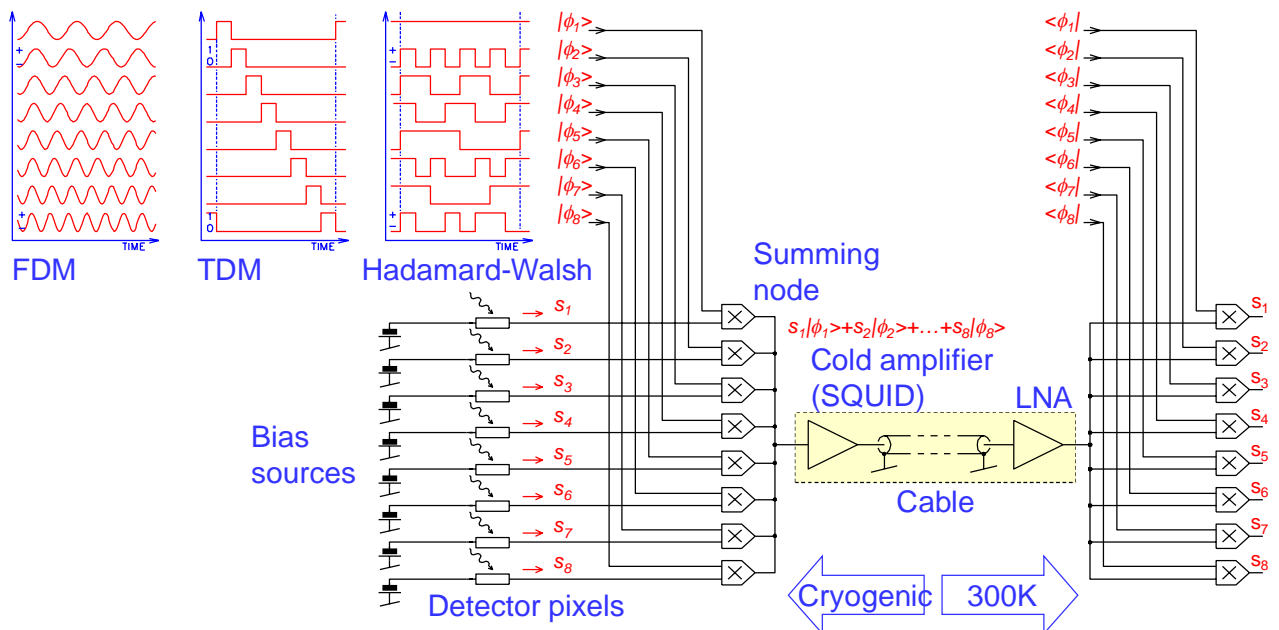 |ϕ1>
|ϕ2>
|ϕ3>
|ϕ4>
|ϕ5>
|ϕ6>
|ϕ7>
|ϕ8>
<ϕ1|
<ϕ2|
<ϕ3|
<ϕ4|
<ϕ5|
<ϕ6|
<ϕ7|
<ϕ8|
+
−
+
−
TIME
FDM
1
0
1
0
TIME
TDM
+
−
+
−
TIME
Hadamard-Walsh
Summing
node
s1|ϕ1>+s2|ϕ2>+…+s8|ϕ8>
Cold amplifier
(SQUID)
LNA
Cable
Bias
sources
s1
s2
s3
s4
s5
s6
s7
s8
Detector pixels
Cryogenic
300K
s1
s2
s3
s4
s5
s6
s7
s8